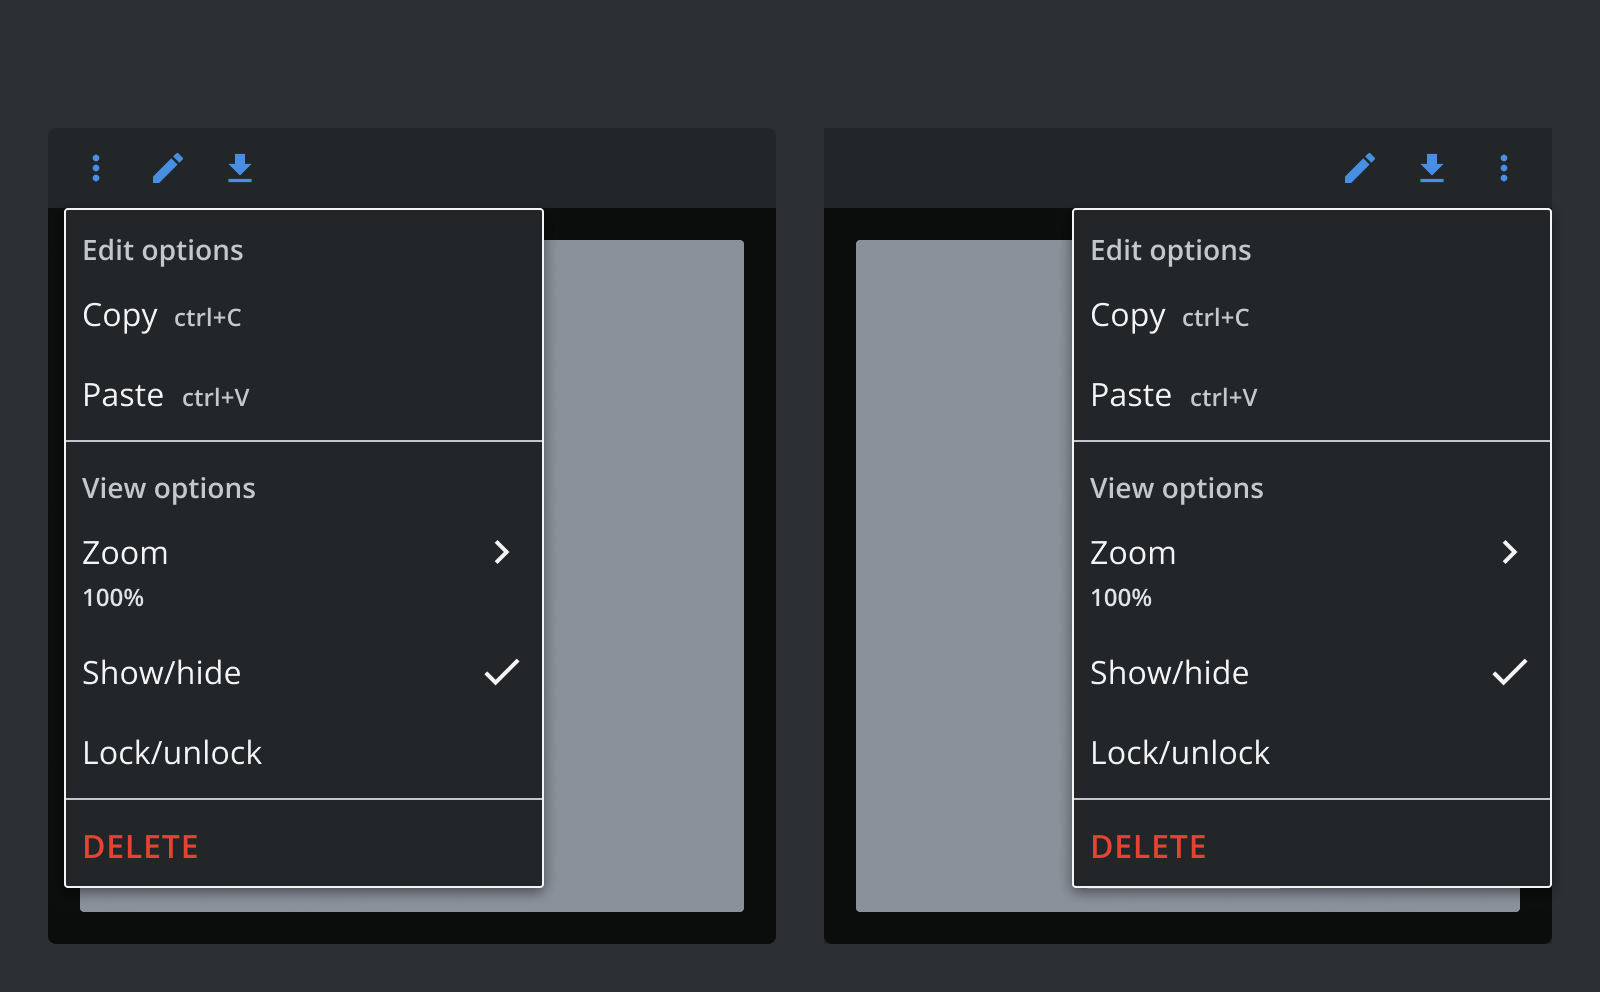 Edit options
Copy ctrl+C
Paste ctrl+V
View options
Zoom
100%
Show/hide
Lock/unlock
DELETE
Edit options
Copy ctrl+C
Paste ctrl+V
View options
Zoom
100%
Show/hide
Lock/unlock
DELETE